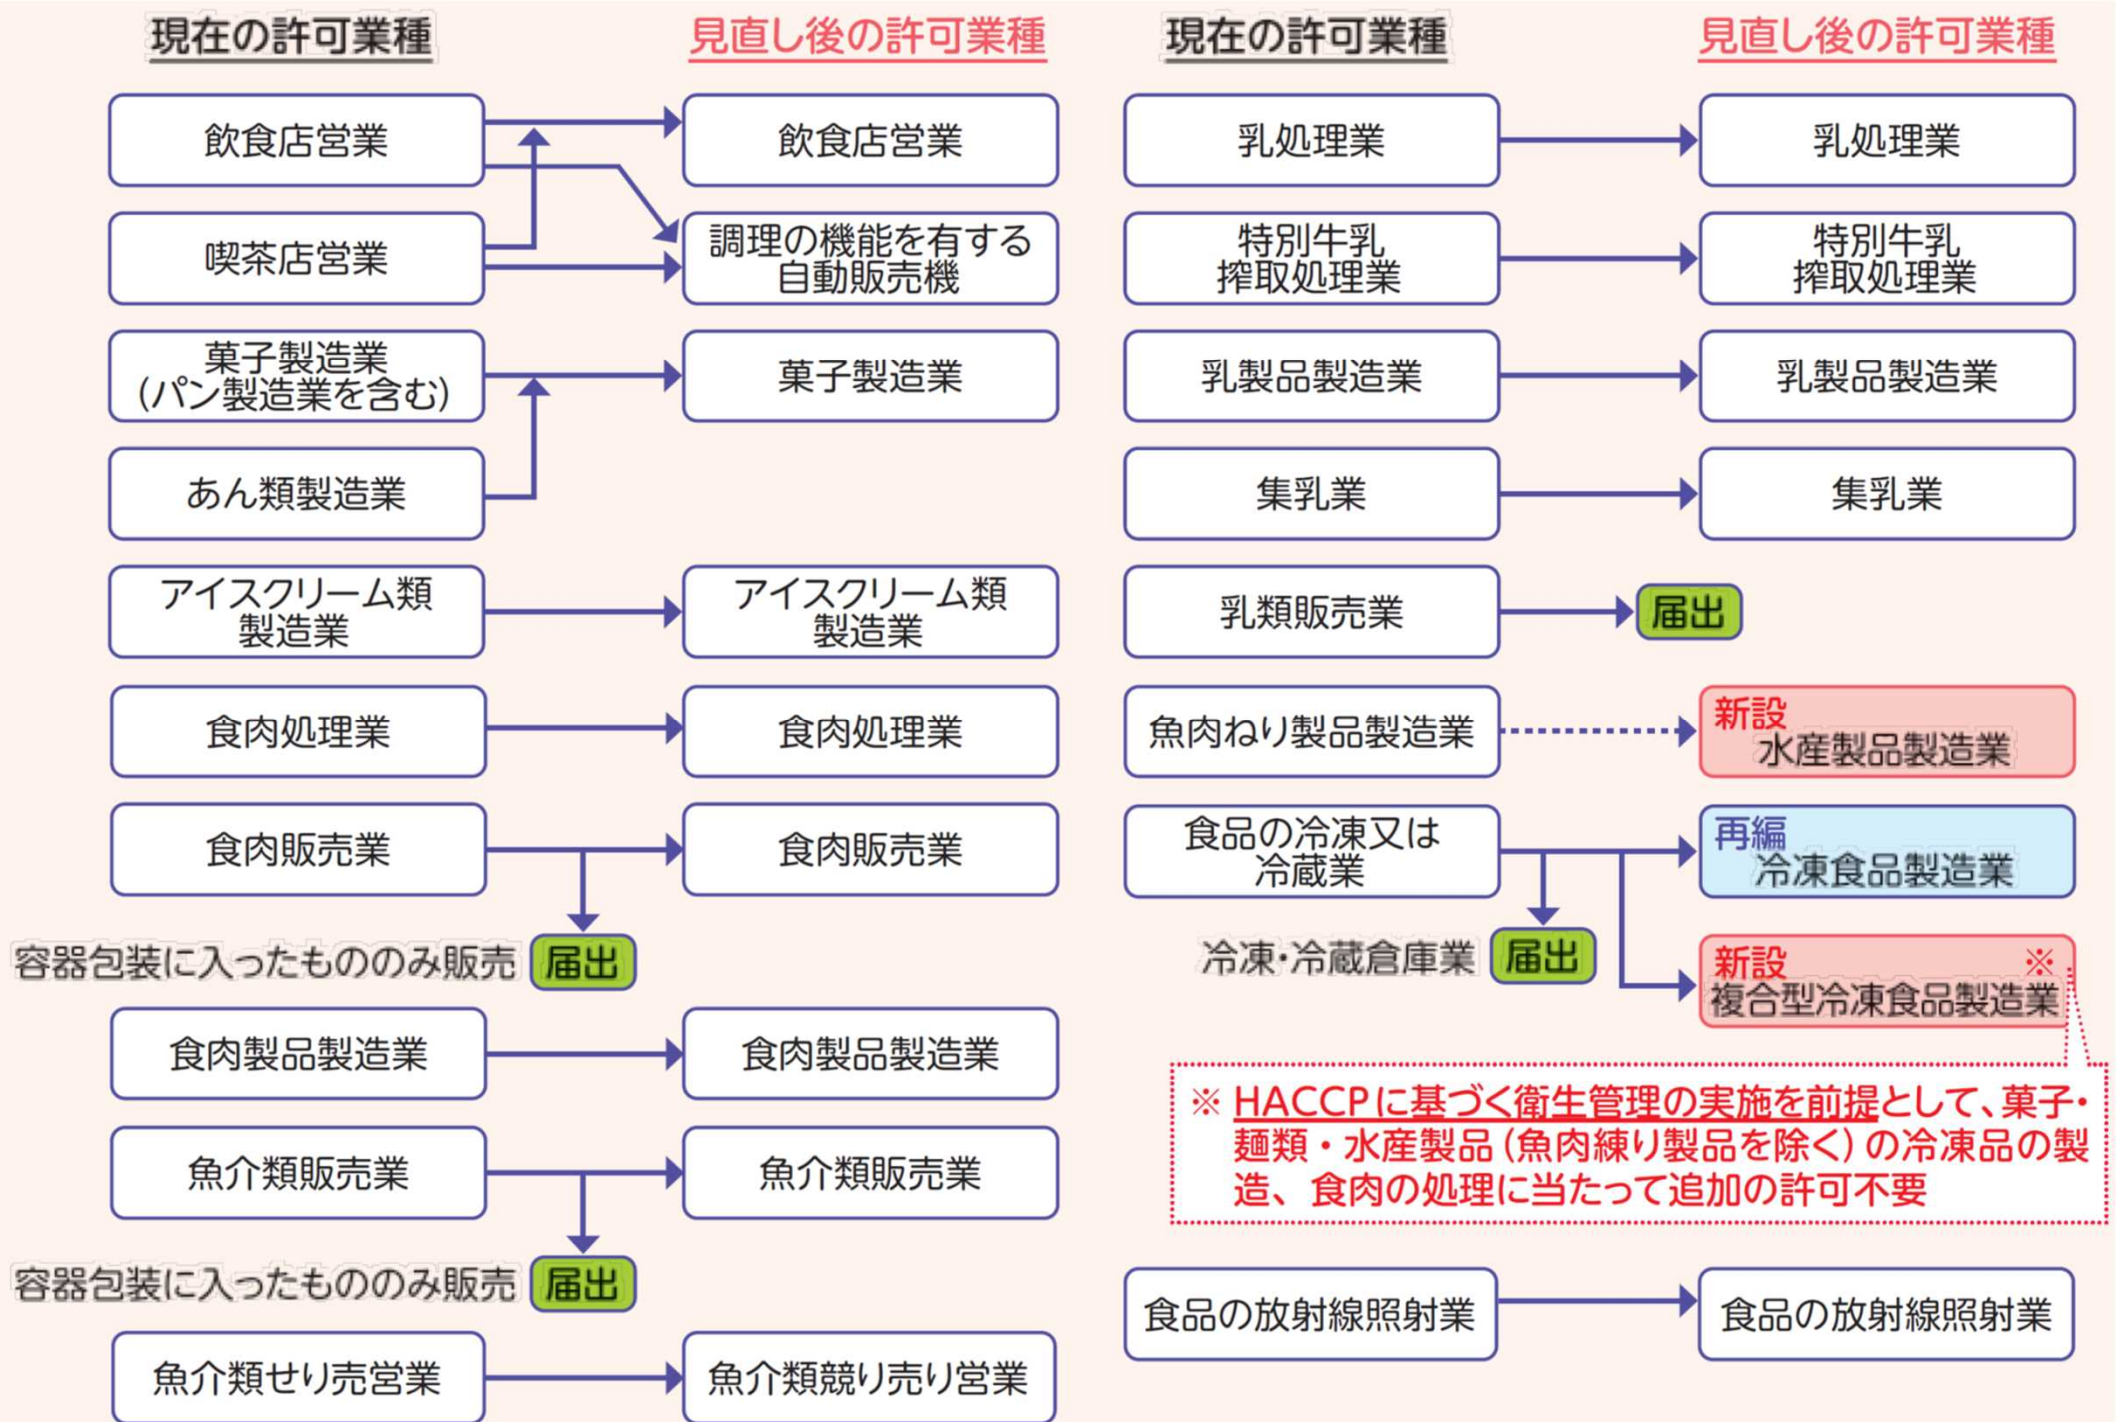 現在の許可業種
見直し後の許可業種
飲食店営業
飲食店営業
喫茶店営業
調理の機能を有する
自動販売機
菓子製造業
(パン製造業を含む)
菓子製造業
あん類製造業
アイスクリーム類
製造業
アイスクリーム類
製造業
食肉処理業
食肉処理業
食肉販売業
食肉販売業
容器包装に入ったもののみ販売
届出
食肉製品製造業
食肉製品製造業
魚介類販売業
魚介類販売業
容器包装に入ったもののみ販売
届出
魚介類せり売営業
魚介類競り売り営業
現在の許可業種
見直し後の許可業種
乳処理業
乳処理業
特別牛乳
搾取処理業
特別牛乳
搾取処理業
乳製品製造業
乳製品製造業
集乳業
集乳業
乳類販売業
届出
魚肉ねり製品製造業
新設
水産製品製造業
食品の冷凍又は
冷蔵業
再編
冷凍食品製造業
冷凍・冷蔵倉庫業
届出
新設 ※
複合型冷凍食品製造業
※ HACCPに基づく衛生管理の実施を前提として、菓子・
麺類・水産製品(魚肉練り製品を除く)の冷凍品の製
造、食肉の処理に当たって追加の許可不要
食品の放射線照射業
食品の放射線照射業